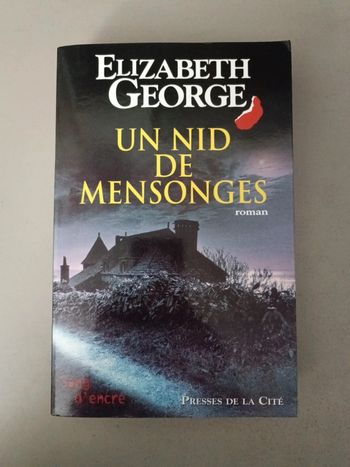 ELIZABETH
GEORGE
UN NID
DE
MENSONGES
roman
Sang
d'encre
PRESSES DE LA CITÉ